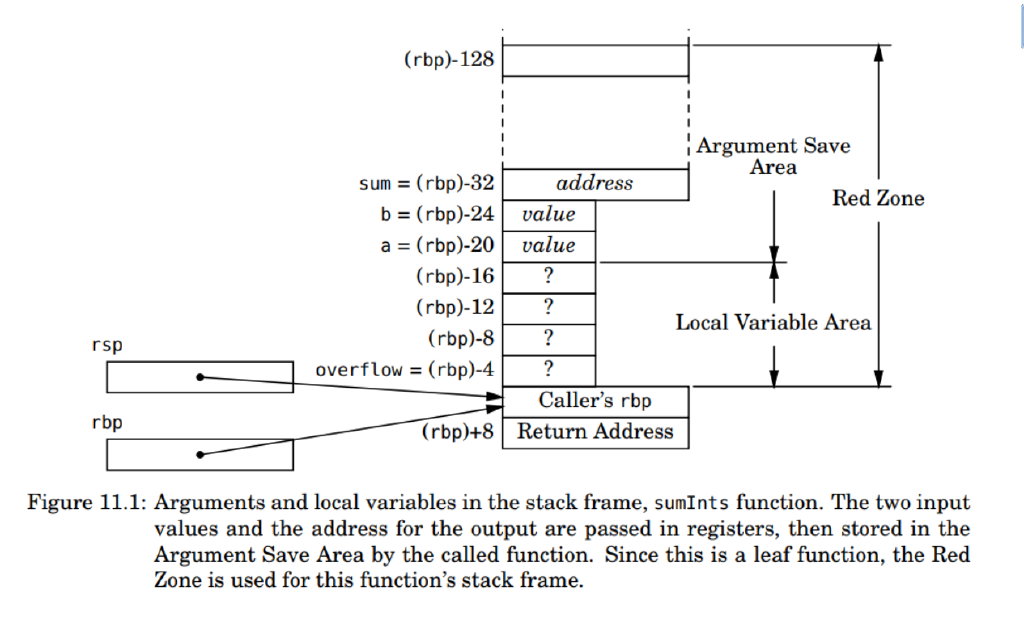 (rbp)-128
Argument Save
Area
Red Zone
sum = (rbp)-32 address
b = (rbp)-24 value
a = (rbp)-20 value
(rbp)-16 ?
(rbp)-12 ?
Local Variable Area
(rbp)-8 ?
rsp
overflow = (rbp)-4 ?
Caller's rbp
rbp
(rbp)+8 Return Address
Figure 11.1: Arguments and local variables in the stack frame, sumInts function. The two input
values and the address for the output are passed in registers, then stored in the
Argument Save Area by the called function. Since this is a leaf function, the Red
Zone is used for this function's stack frame.